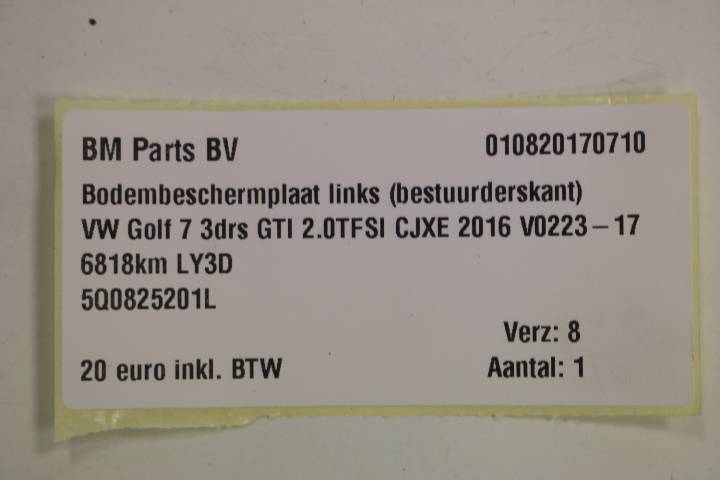 BM Parts BV 010820170710
Bodembeschermplaat links (bestuurderskant)
VW Golf 7 3drs GTI 2.0TFSI CJXE 2016 V0223-17
6818km LY3D
5Q0825201L
Verz: 8
20 euro inkl. BTW Aantal: 1